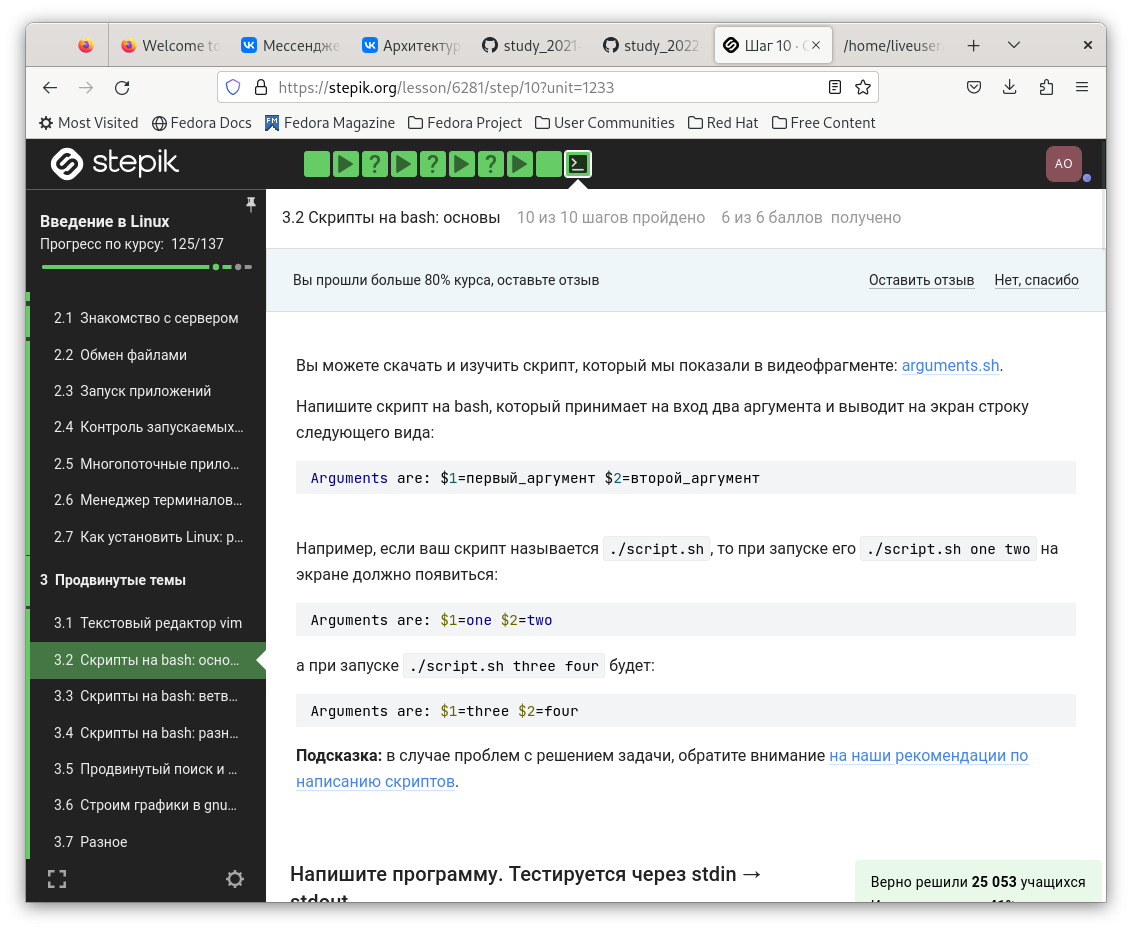 Welcome to
Мессендже
Архитектур
study_2021-
study_2022
Шаг 10 · С
/home/liveuser
https://stepik.org/lesson/6281/step/10?unit=1233
Most Visited Fedora Docs Fedora Magazine Fedora Project User Communities Red Hat Free Content
stepik
AO
Введение в Linux
Прогресс по курсу: 125/137
2.1 Знакомство с сервером
2.2 Обмен файлами
2.3 Запуск приложений
2.4 Контроль запускаемых…
2.5 Многопоточные прило…
2.6 Менеджер терминалов…
2.7 Как установить Linux: р…
3 Продвинутые темы
3.1 Текстовый редактор vim
3.2 Скрипты на bash: осно…
3.3 Скрипты на bash: ветв…
3.4 Скрипты на bash: разн…
3.5 Продвинутый поиск и …
3.6 Строим графики в gnu…
3.7 Разное
3.2 Скрипты на bash: основы 10 из 10 шагов пройдено 6 из 6 баллов получено
Вы прошли больше 80% курса, оставьте отзыв Оставить отзыв Нет, спасибо
Вы можете скачать и изучить скрипт, который мы показали в видеофрагменте: arguments.sh.
Напишите скрипт на bash, который принимает на вход два аргумента и выводит на экран строку
следующего вида:
Arguments are: $1=первый_аргумент $2=второй_аргумент
Например, если ваш скрипт называется ./script.sh, то при запуске его ./script.sh one two на
экране должно появиться:
Arguments are: $1=one $2=two
а при запуске ./script.sh three four будет:
Arguments are: $1=three $2=four
Подсказка: в случае проблем с решением задачи, обратите внимание на наши рекомендации по
написанию скриптов.
Напишите программу. Тестируется через stdin →
stdout
Верно решили 25 053 учащихся